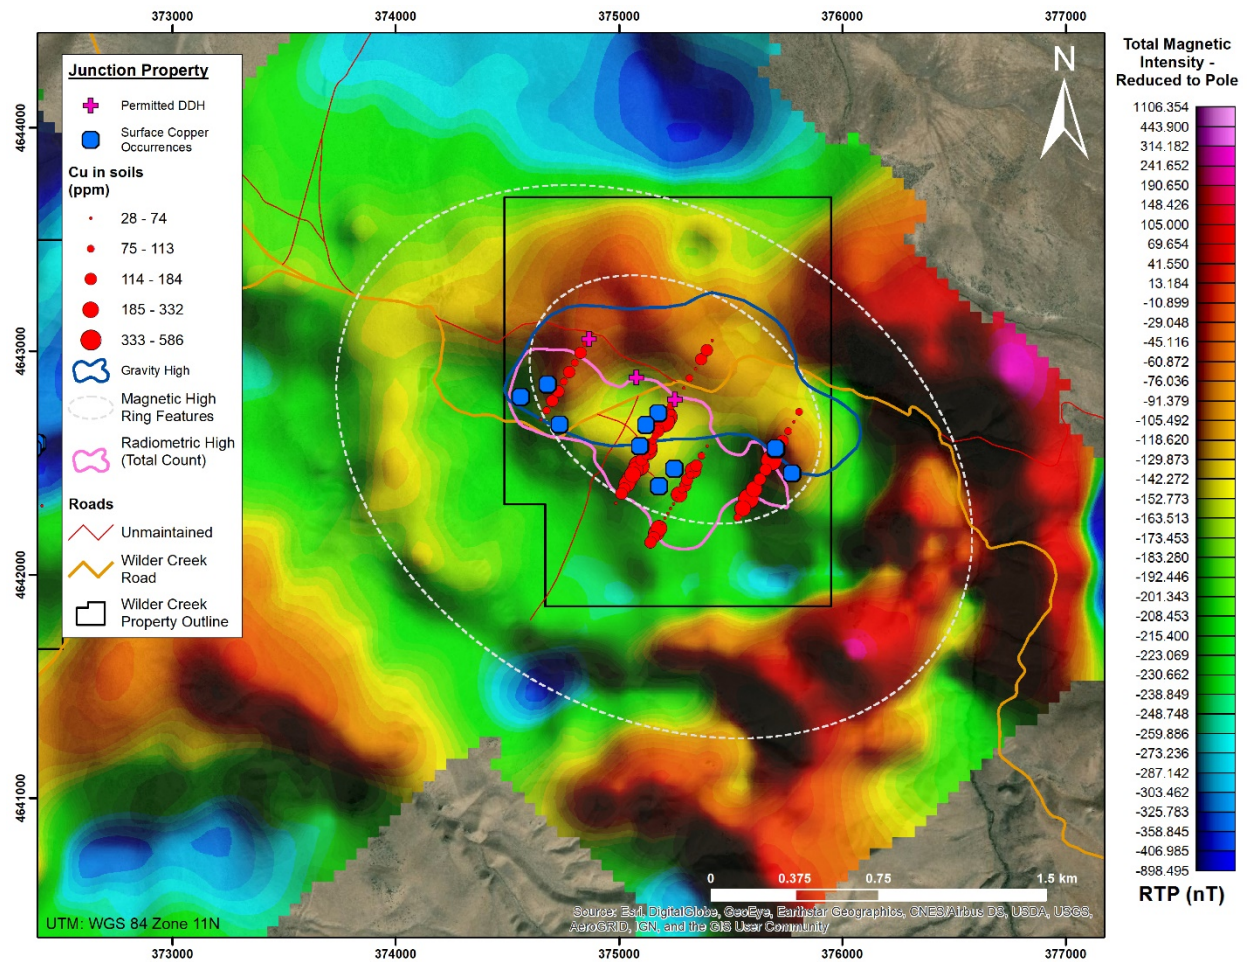 373000
374000
375000
376000
377000
4644000
4643000
4642000
4641000
Junction Property
Permitted DDH
Surface Copper
Occurrences
Cu in soils
(ppm)
28 - 74
75 - 113
114 - 184
185 - 332
333 - 586
Gravity High
Magnetic High
Ring Features
Radiometric High
(Total Count)
Roads
Unmaintained
Wilder Creek
Road
Wilder Creek
Property Outline
N
0
0.375
0.75
1.5 km
Source: Esri, DigitalGlobe, GeoEye, Earthstar Geographics, CNES/Airbus DS, USDA, USGS,
AeroGRID, IGN, and the GIS User Community
UTM: WGS 84 Zone 11N
373000
374000
375000
376000
377000
Total Magnetic
Intensity -
Reduced to Pole
1106.354
443.900
314.182
241.652
190.650
148.426
105.000
69.654
41.550
13.184
-10.899
-29.048
-45.116
-60.872
-76.036
-91.379
-105.492
-118.620
-129.873
-142.272
-152.773
-163.513
-173.753
-183.280
-192.446
-201.343
-208.453
-215.400
-223.069
-230.662
-238.849
-248.748
-259.886
-273.236
-287.142
-303.462
-325.783
-358.845
-406.985
-898.495
RTP (nT)